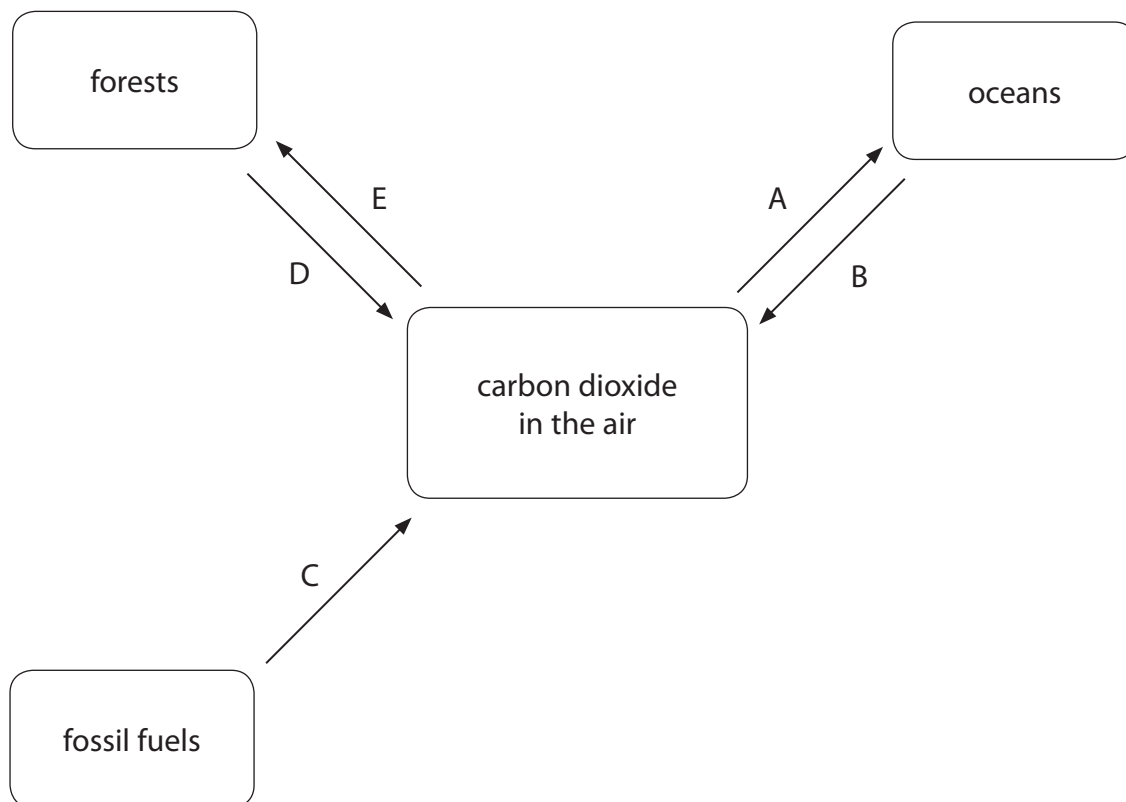 forests
oceans
E
A
D
B
carbon dioxide
in the air
C
fossil fuels